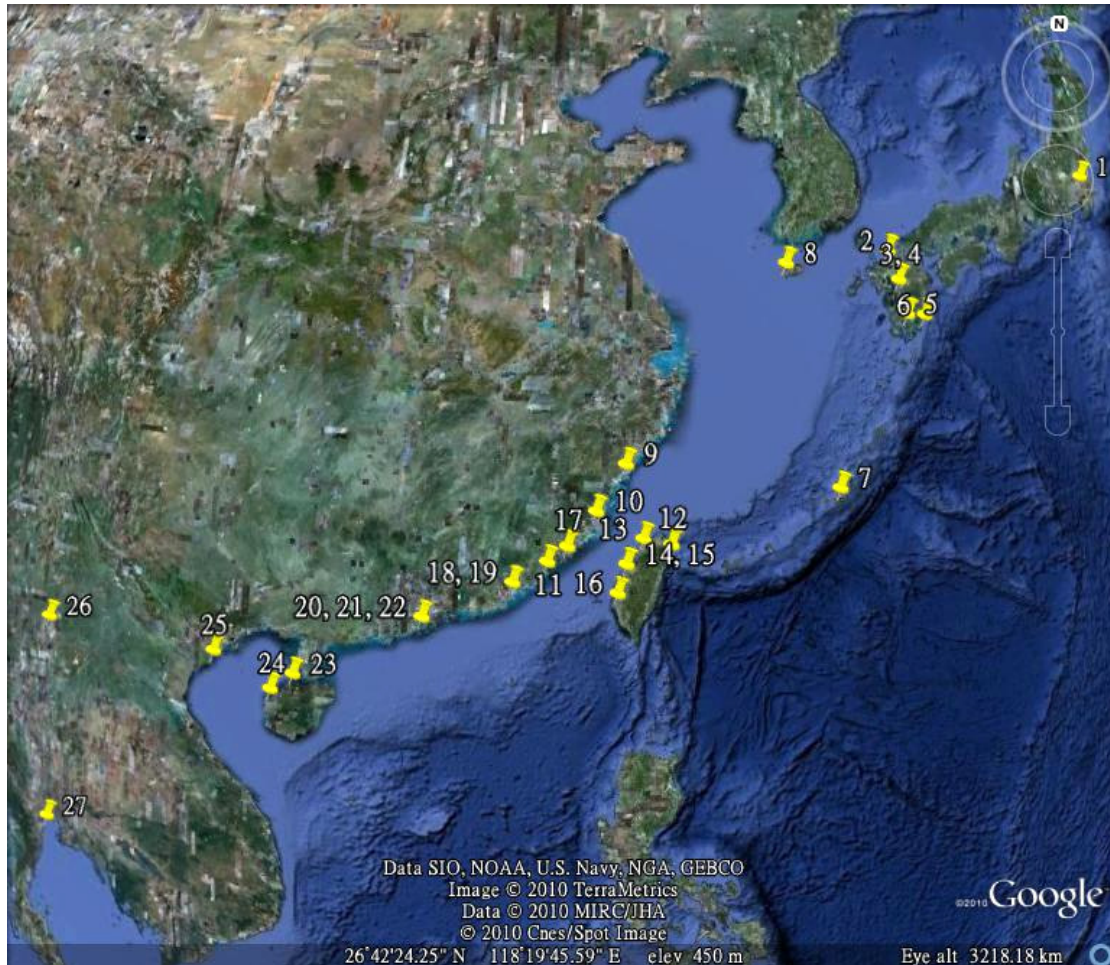 N
1
2
3, 4
8
6 5
9
7
10
17
13
12
14, 15
18, 19
11
16
20, 21, 22
26
25
24
23
27
Data SIO, NOAA, U.S. Navy, NGA, GEBCO
Image © 2010 TerraMetrics
Data © 2010 MIRC/JHA
© 2010 Cnes/Spot Image
©2010 Google
26°42'24.25" N 118°19'45.59" E elev 450 m
Eye alt 3218.18 km